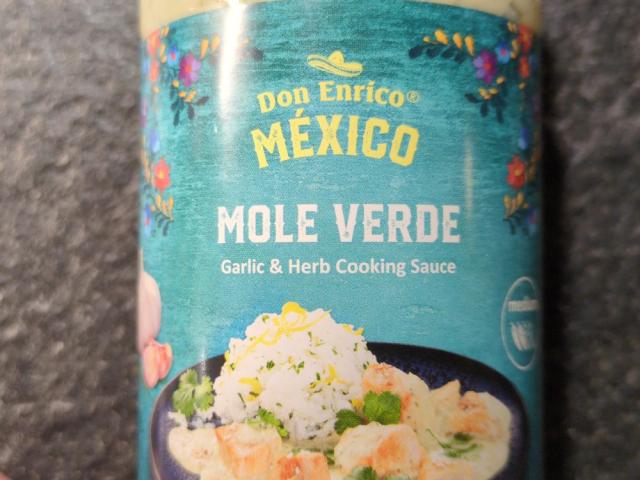 Don Enrico®
MÉXICO
MOLE VERDE
Garlic & Herb Cooking Sauce